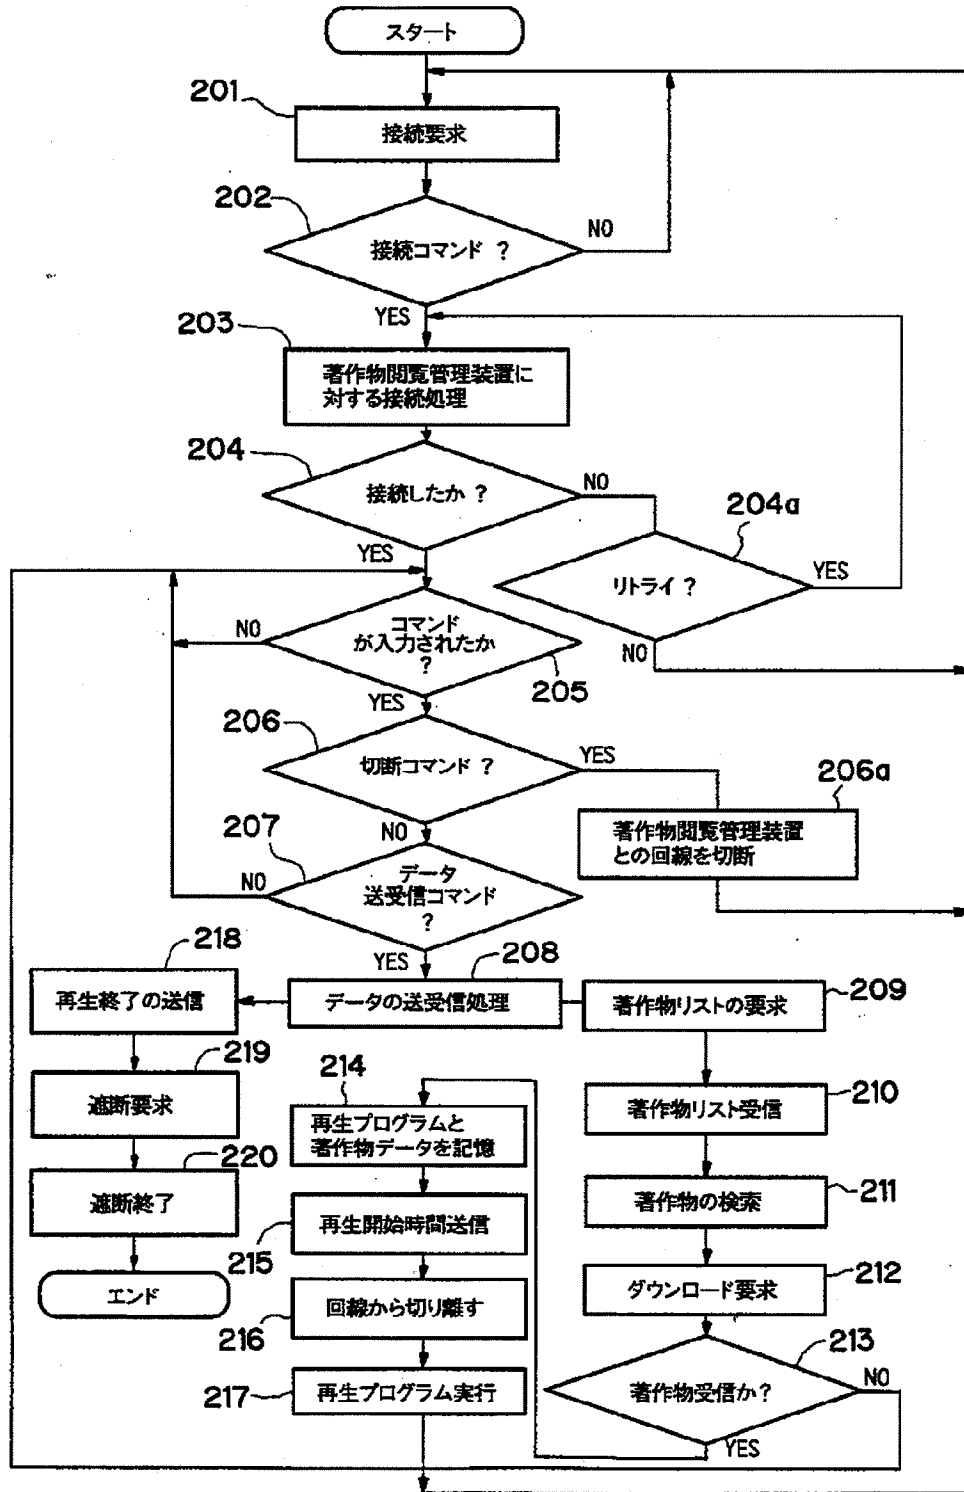 スタート
201
接続要求
202
接続コマンド ?
NO
YES
203
著作物閲覧管理装置に
対する接続処理
204
接続したか ?
NO
204a
YES
リトライ ?
YES
NO
コマンド
が入力されたか
?
NO
205
YES
206
切断コマンド ?
YES
206a
著作物閲覧管理装置
との回線を切断
NO
207
データ
送受信コマンド
?
NO
YES
208
データの送受信処理
218
再生終了の送信
219
遮断要求
220
遮断終了
エンド
著作物リストの要求
209
著作物リスト受信
210
著作物の検索
211
ダウンロード要求
212
213
著作物受信か?
NO
YES
214
再生プログラムと
著作物データを記憶
再生開始時間送信
215
回線から切り離す
216
再生プログラム実行
217